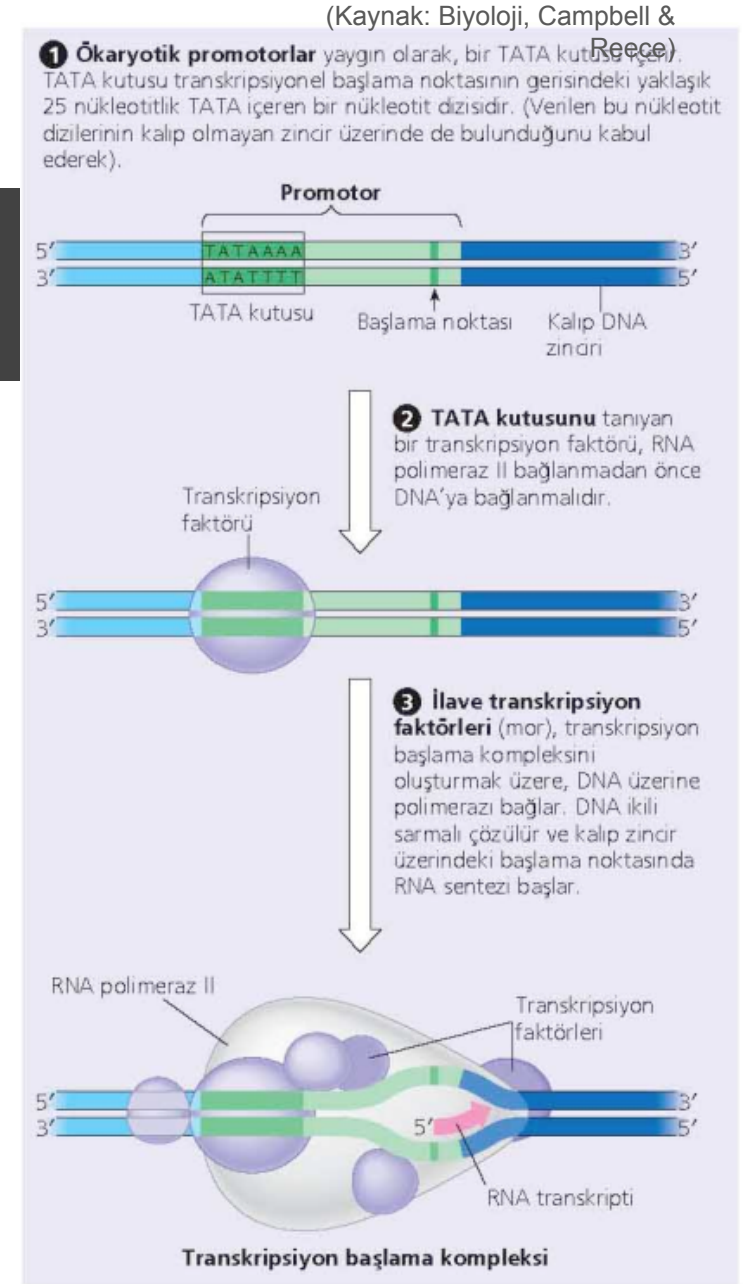 (Kaynak: Biyoloji, Campbell &
Reece)
1 Ökaryotik promotorlar yaygın olarak, bir TATA kutusu içerir.
TATA kutusu transkripsiyonel başlama noktasının gerisindeki yaklaşık
25 nükleotitlik TATA içeren bir nükleotit dizisidir. (Verilen bu nükleotit
dizilerinin kalıp olmayan zincir üzerinde de bulunduğunu kabul
ederek).
Promotor
5′ TATAAAA 3′
3′ ATATTTT 5′
TATA kutusu
Başlama noktası
Kalıp DNA
zinciri
2 TATA kutusunu tanıyan
bir transkripsiyon faktörü, RNA
polimeraz II bağlanmadan önce
DNA’ya bağlanmalıdır.
Transkripsiyon
faktörü
5′ 3′
3′ 5′
3 İlave transkripsiyon
faktörleri (mor), transkripsiyon
başlama kompleksini
oluşturmak üzere, DNA üzerine
polimerazı bağlar. DNA ikili
sarmalı çözülür ve kalıp zincir
üzerindeki başlama noktasında
RNA sentezi başlar.
RNA polimeraz II
Transkripsiyon
faktörleri
5′ 3′
3′ 5′ 5′
RNA transkripti
Transkripsiyon başlama kompleksi